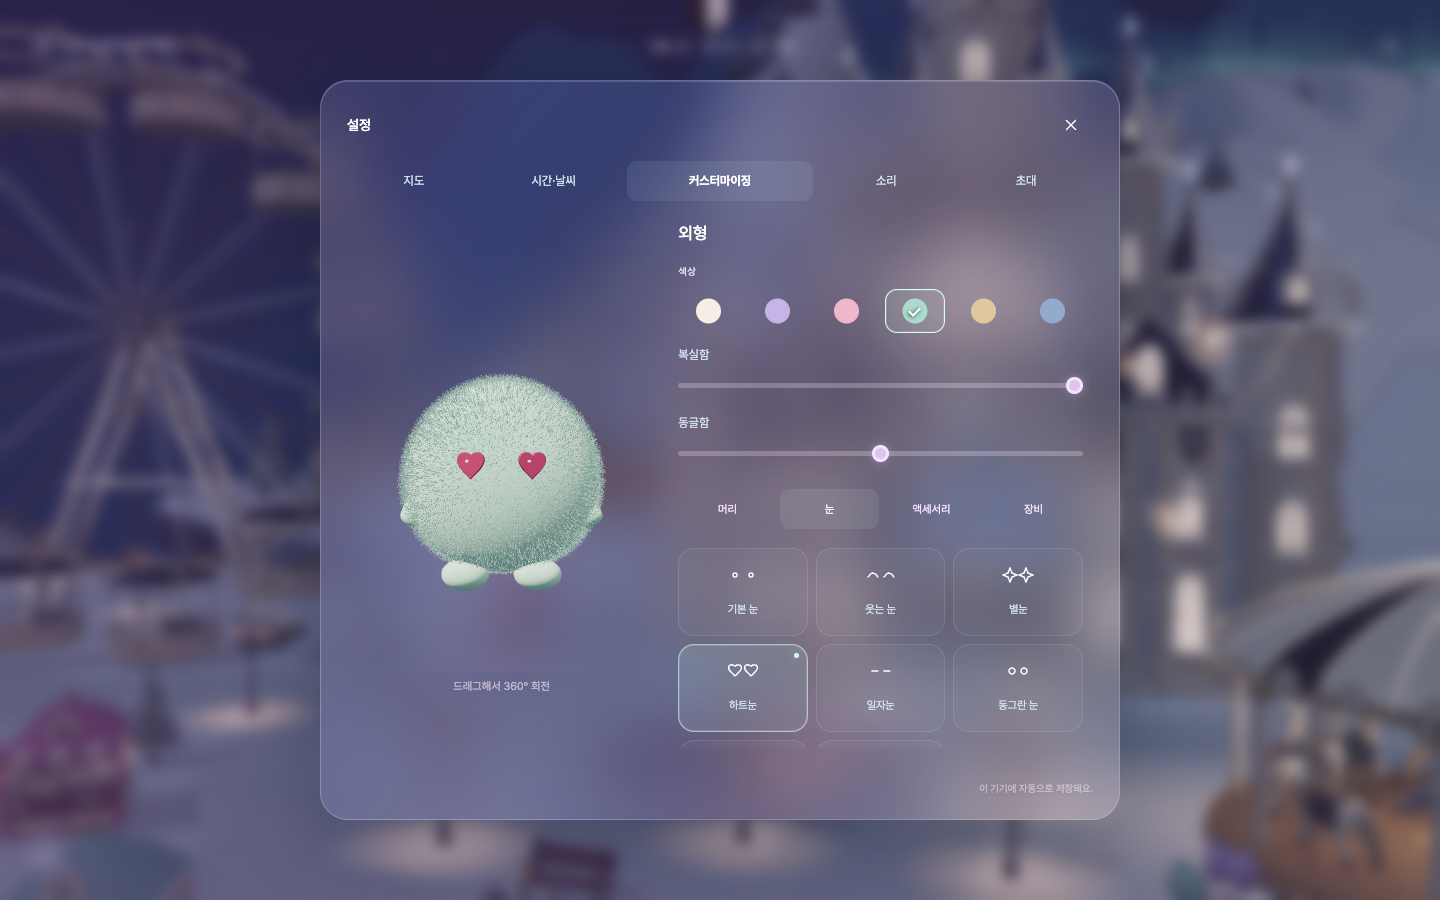 설정
지도
시간·날씨
커스터마이징
소리
초대
외형
색상
복실함
동글함
머리
눈
액세서리
장비
기본 눈
웃는 눈
별눈
하트눈
일자눈
동그란 눈
드래그해서 360° 회전
이 기기에 자동으로 저장돼요.